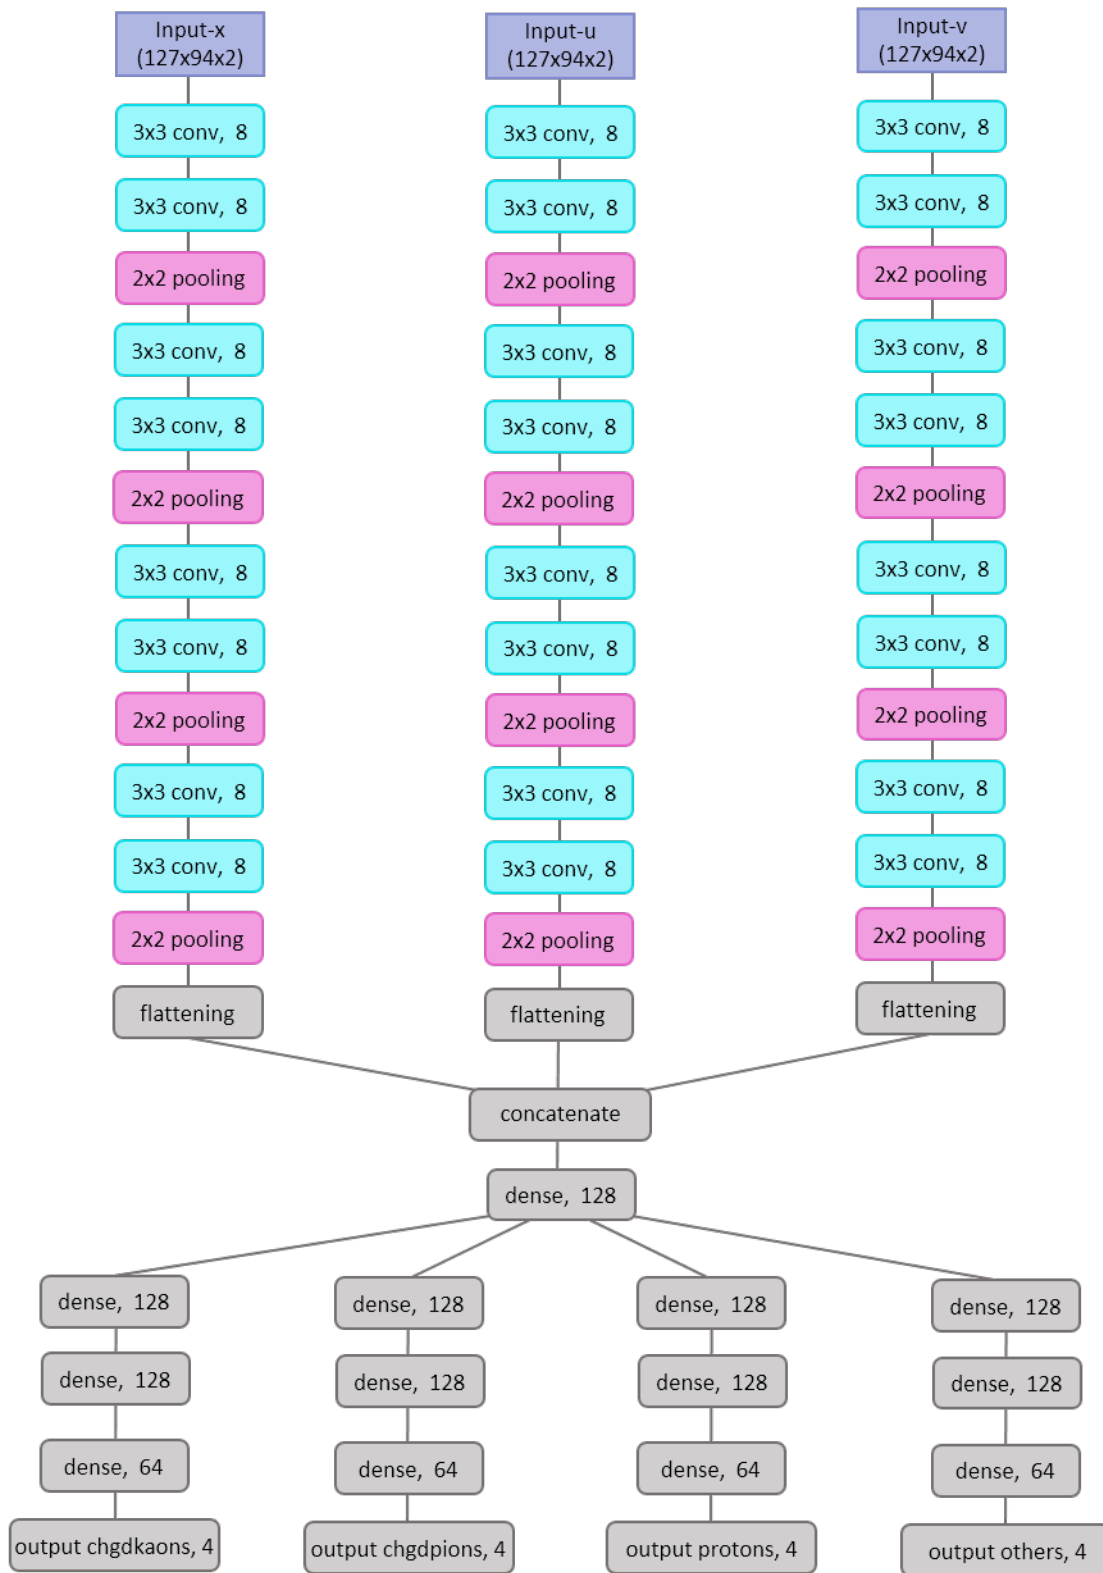 Input-x
(127x94x2)
3x3 conv, 8
3x3 conv, 8
2x2 pooling
3x3 conv, 8
3x3 conv, 8
2x2 pooling
3x3 conv, 8
3x3 conv, 8
2x2 pooling
3x3 conv, 8
3x3 conv, 8
2x2 pooling
flattening
Input-u
(127x94x2)
3x3 conv, 8
3x3 conv, 8
2x2 pooling
3x3 conv, 8
3x3 conv, 8
2x2 pooling
3x3 conv, 8
3x3 conv, 8
2x2 pooling
3x3 conv, 8
3x3 conv, 8
2x2 pooling
flattening
Input-v
(127x94x2)
3x3 conv, 8
3x3 conv, 8
2x2 pooling
3x3 conv, 8
3x3 conv, 8
2x2 pooling
3x3 conv, 8
3x3 conv, 8
2x2 pooling
3x3 conv, 8
3x3 conv, 8
2x2 pooling
flattening
concatenate
dense, 128
dense, 128
dense, 128
dense, 64
output chgdkaons, 4
dense, 128
dense, 128
dense, 64
output chgdpions, 4
dense, 128
dense, 128
dense, 64
output protons, 4
dense, 128
dense, 128
dense, 64
output others, 4